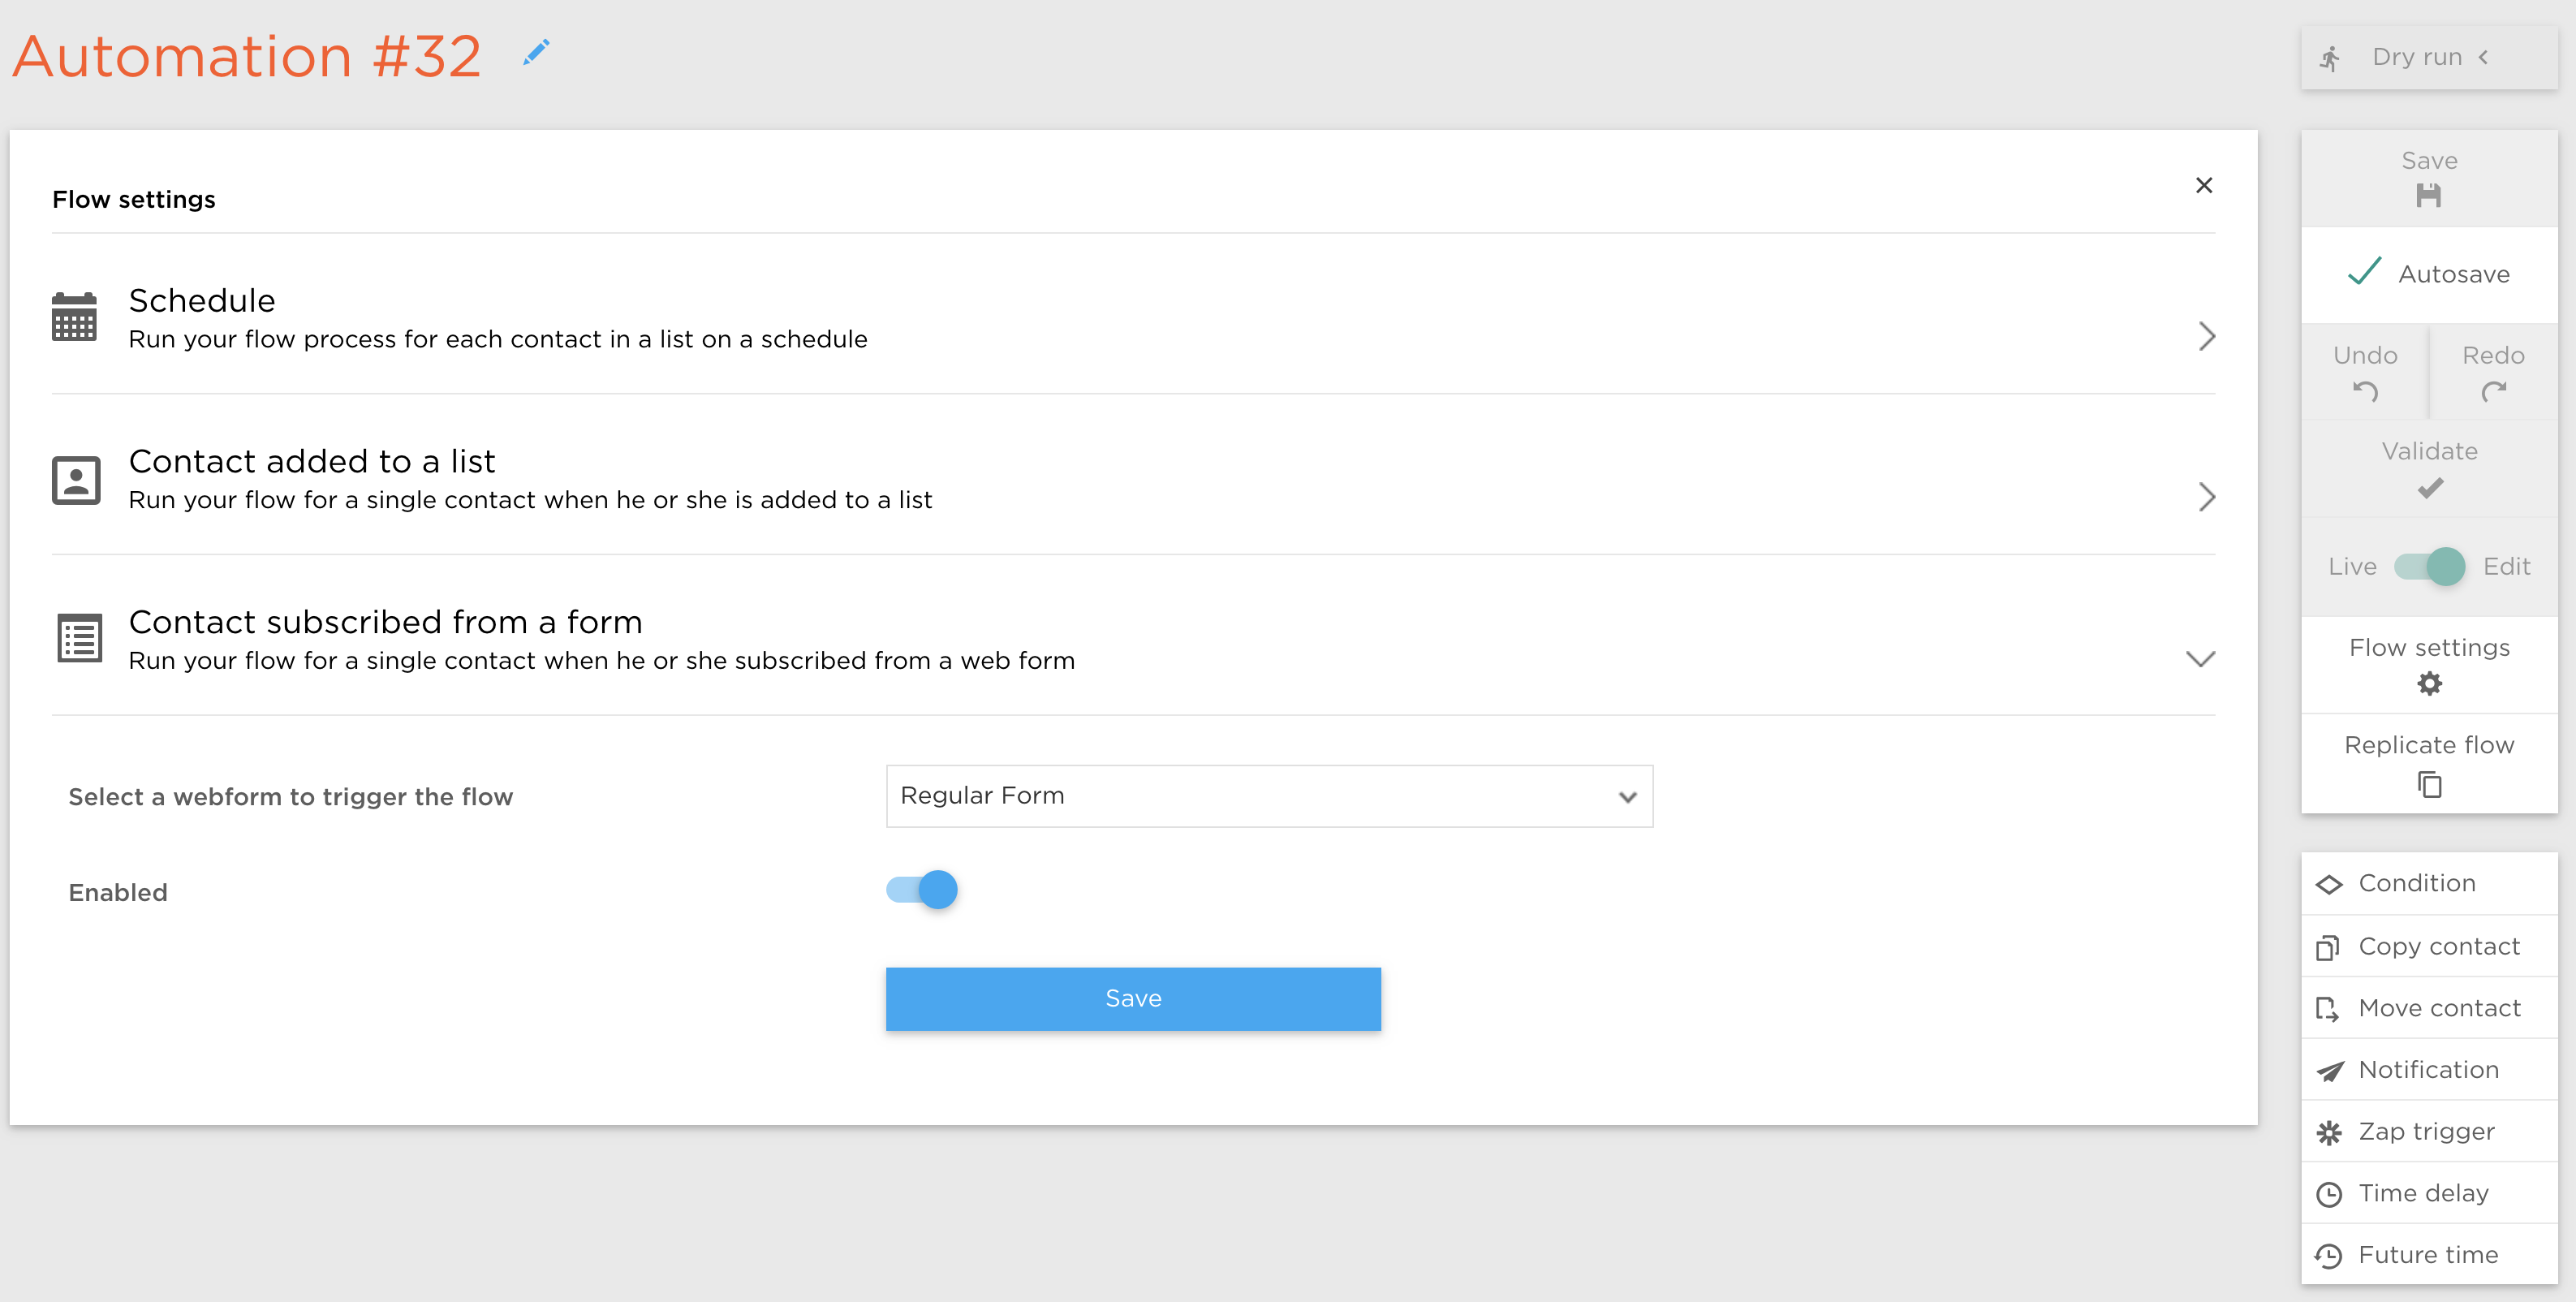 Automation #32
Dry run
Flow settings
Schedule
Run your flow process for each contact in a list on a schedule
Contact added to a list
Run your flow for a single contact when he or she is added to a list
Contact subscribed from a form
Run your flow for a single contact when he or she subscribed from a web form
Select a webform to trigger the flow
Regular Form
Enabled
Save
Save
Autosave
Undo
Redo
Validate
Live
Edit
Flow settings
Replicate flow
Condition
Copy contact
Move contact
Notification
Zap trigger
Time delay
Future time